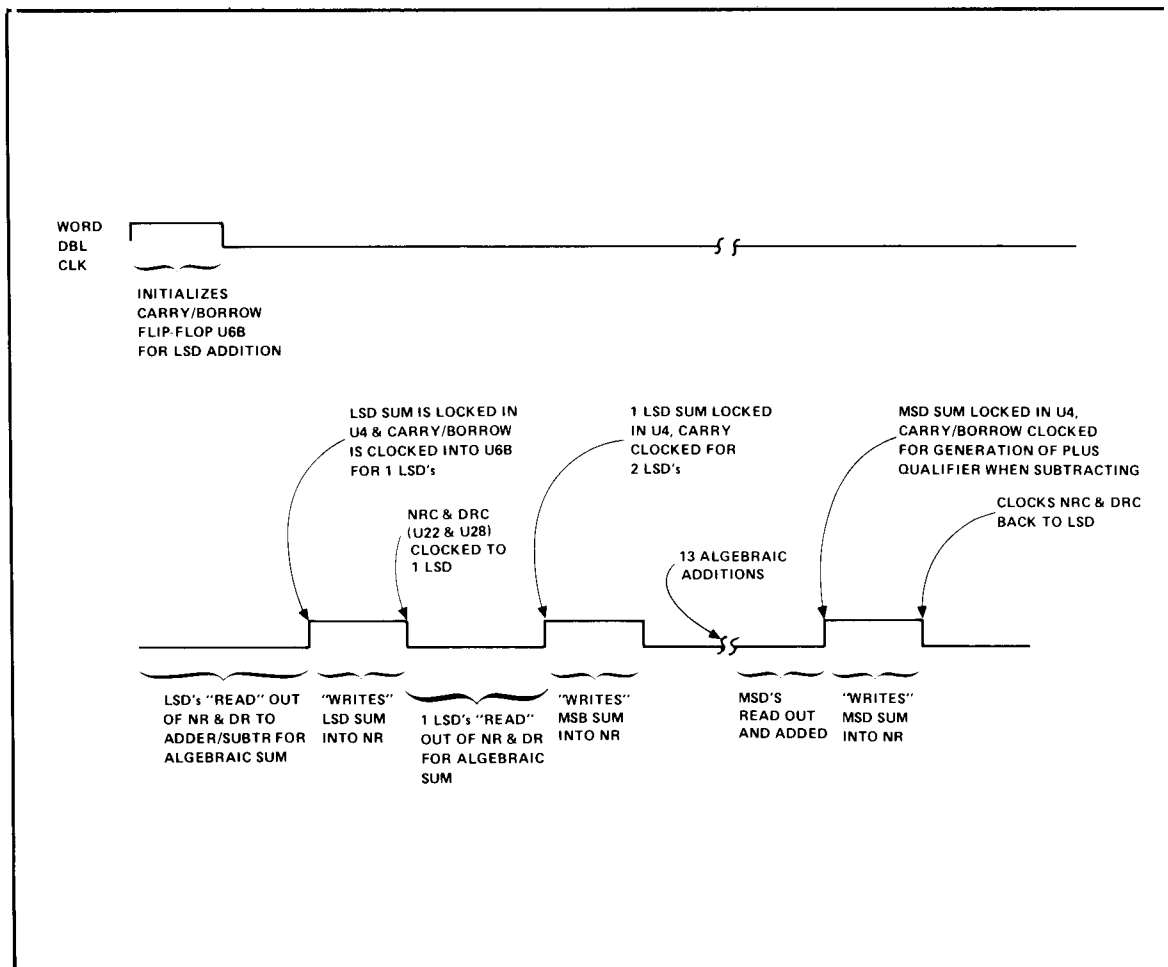 WORD
DBL
CLK
INITIALIZES
CARRY/BORROW
FLIP-FLOP U6B
FOR LSD ADDITION
LSD SUM IS LOCKED IN
U4 & CARRY/BORROW
IS CLOCKED INTO U6B
FOR 1 LSD's
NRC & DRC
(U22 & U28)
CLOCKED TO
1 LSD
1 LSD SUM LOCKED
IN U4, CARRY
CLOCKED FOR
2 LSD's
13 ALGEBRAIC
ADDITIONS
MSD SUM LOCKED IN U4,
CARRY/BORROW CLOCKED
FOR GENERATION OF PLUS
QUALIFIER WHEN SUBTRACTING
CLOCKS NRC & DRC
BACK TO LSD
LSD's "READ" OUT
OF NR & DR TO
ADDER/SUBTR FOR
ALGEBRAIC SUM
"WRITES"
LSD SUM
INTO NR
1 LSD's "READ"
OUT OF NR & DR
FOR ALGEBRAIC
SUM
"WRITES"
MSB SUM
INTO NR
MSD'S
READ OUT
AND ADDED
"WRITES"
MSD SUM
INTO NR